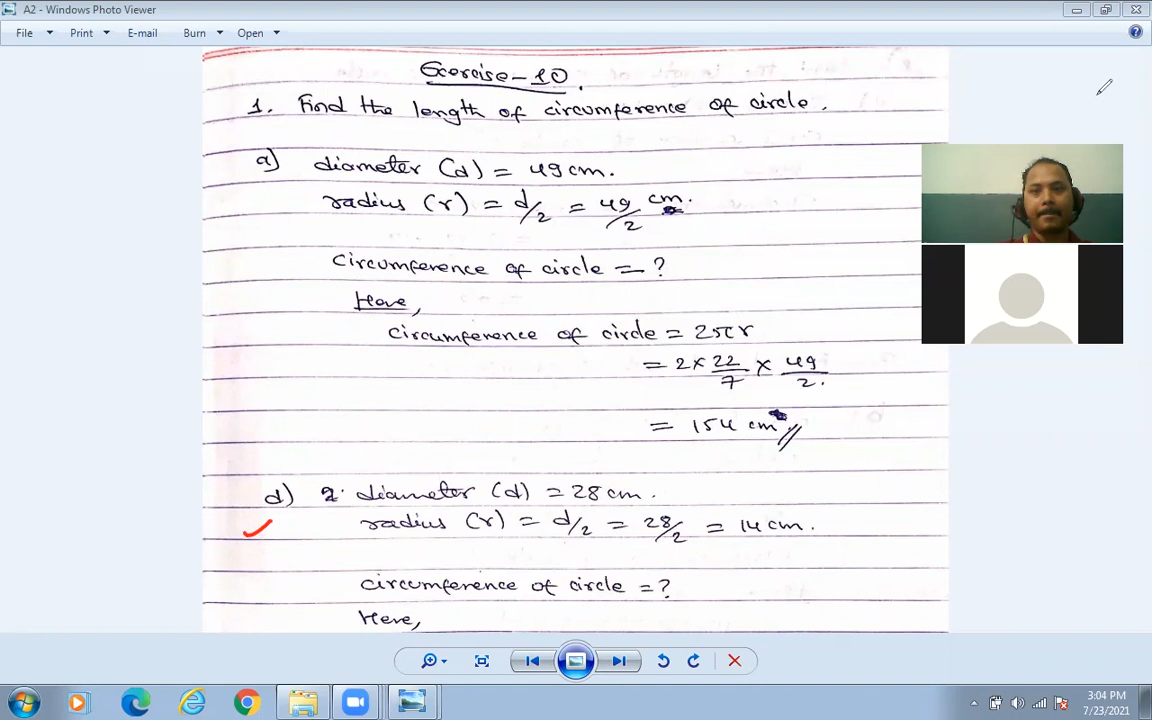 A2 - Windows Photo Viewer
File Print E-mail Burn Open
Exercise-10.
1. Find the length of circumference of circle.
a) diameter (d) = 49 cm.
radius (r) = d/2 = 49/2 cm.
circumference of circle = ?
Here,
circumference of circle = 2πr
= 2 × 22/7 × 49/2.
= 154 cm.//
d) diameter (d) = 28 cm.
radius (r) = d/2 = 28/2 = 14 cm.
circumference of circle = ?
Here,
3:04 PM
7/23/2021